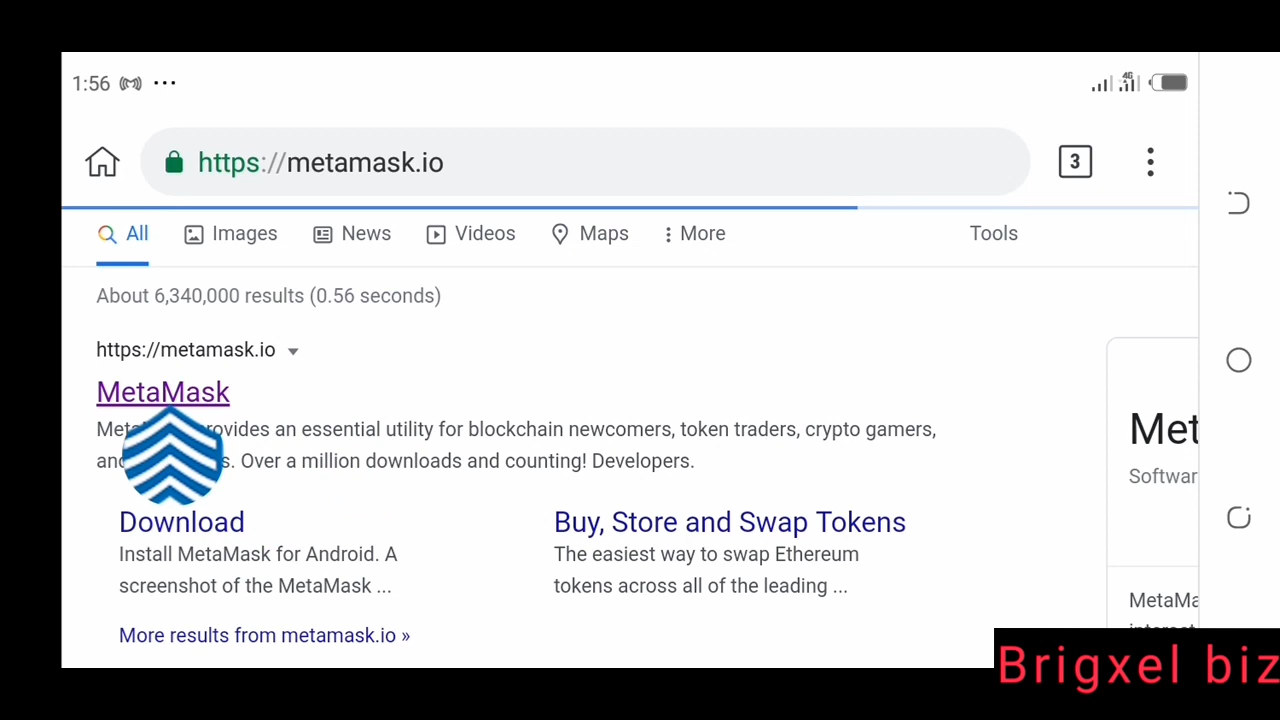 1:56
4G
https://metamask.io
3
All Images News Videos Maps More Tools
About 6,340,000 results (0.56 seconds)
https://metamask.io
MetaMask
provides an essential utility for blockchain newcomers, token traders, crypto gamers,
Over a million downloads and counting! Developers.
Met
Softwar
Download
Install MetaMask for Android. A
screenshot of the MetaMask ...
Buy, Store and Swap Tokens
The easiest way to swap Ethereum
tokens across all of the leading ...
More results from metamask.io »
MetaMa
Brigxel biz